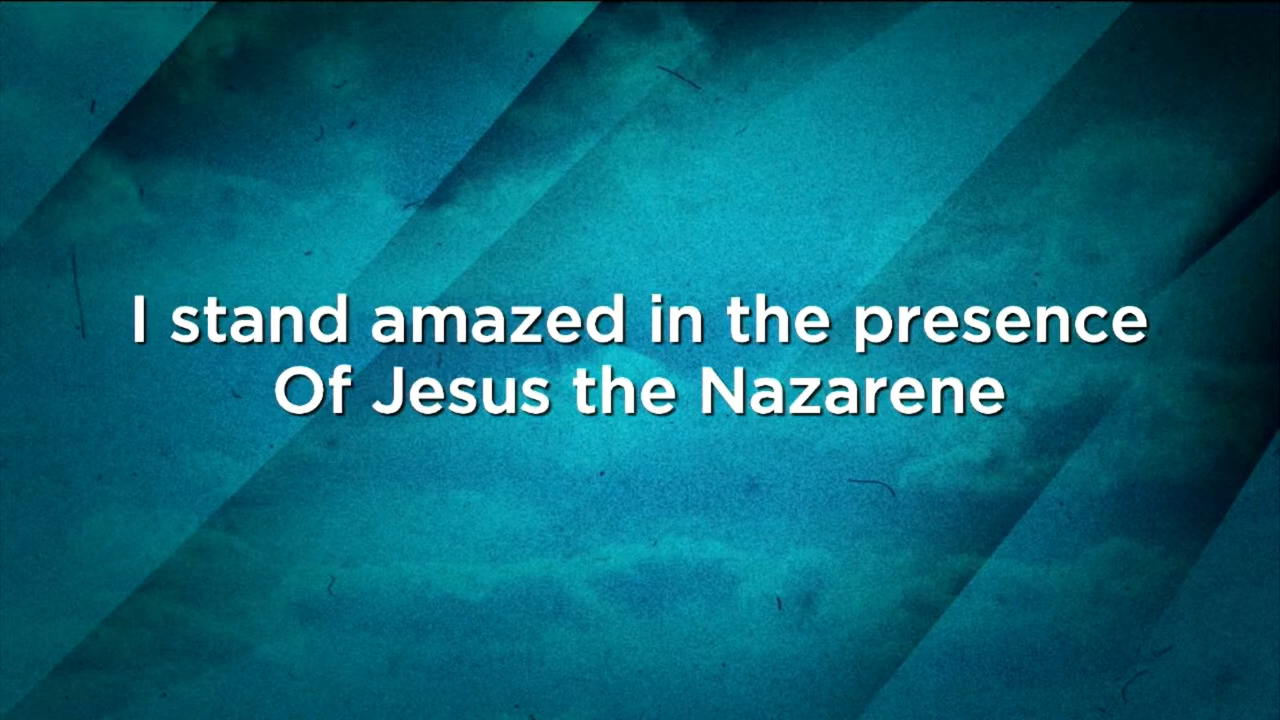 I stand amazed in the presence
Of Jesus the Nazarene